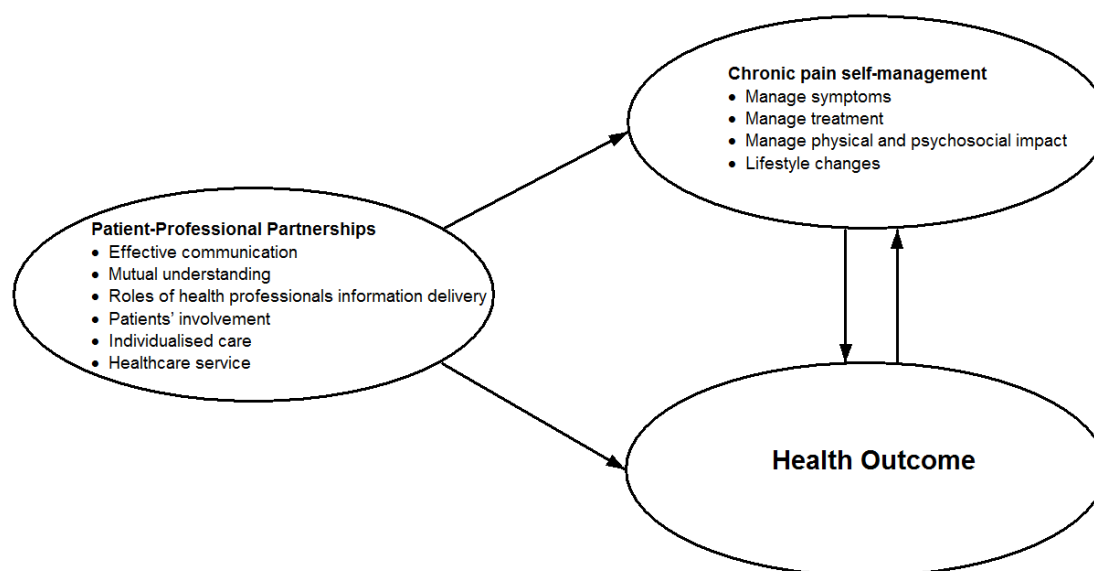 Chronic pain self-management
• Manage symptoms
• Manage treatment
• Manage physical and psychosocial impact
• Lifestyle changes
Patient-Professional Partnerships
• Effective communication
• Mutual understanding
• Roles of health professionals information delivery
• Patients’ involvement
• Individualised care
• Healthcare service
Health Outcome